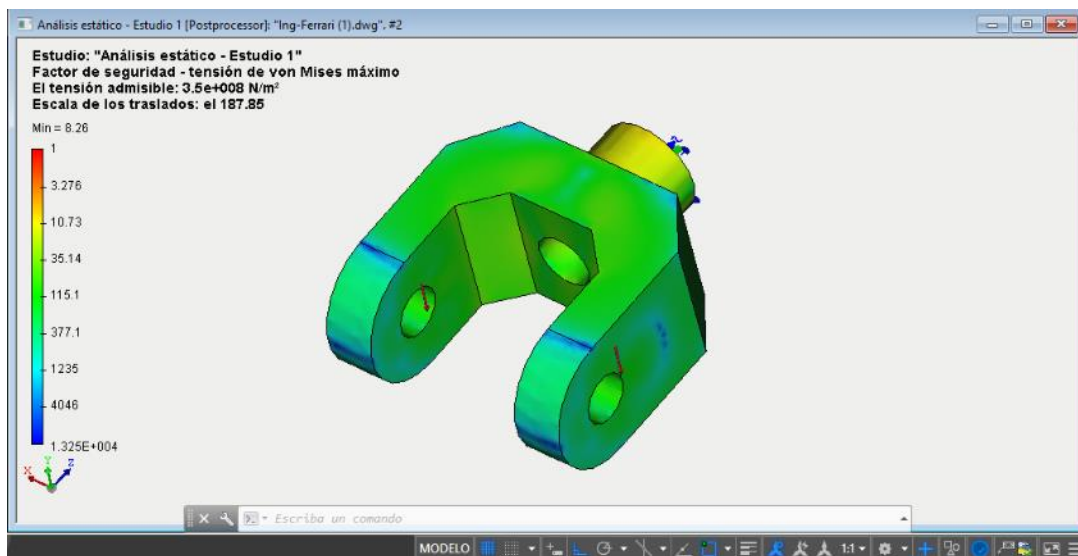 Análisis estático - Estudio 1 [Postprocessor]: "Ing-Ferrari (1).dwg". #2
Estudio: "Análisis estático - Estudio 1"
Factor de seguridad - tensión de von Mises máximo
El tensión admisible: 3.5e+008 N/m²
Escala de los traslados: el 187.85
Min = 8.26
1
3.276
10.73
35.14
115.1
377.1
1235
4046
1.325E+004
X Y Z
Escriba un comando
MODELO 1:1